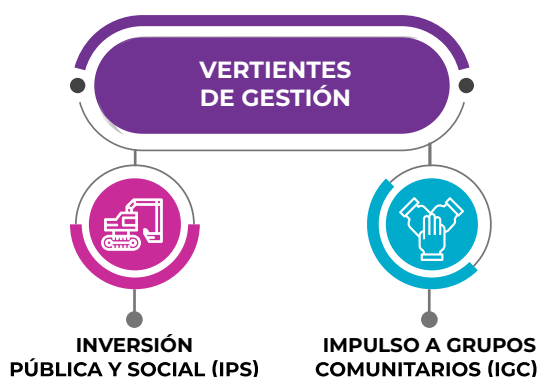 VERTIENTES
DE GESTIÓN
INVERSIÓN
PÚBLICA Y SOCIAL (IPS)
IMPULSO A GRUPOS
COMUNITARIOS (IGC)